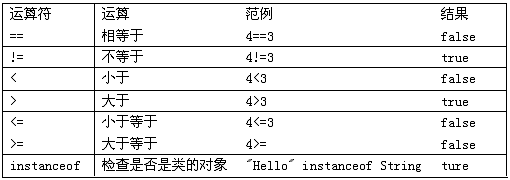 运算符 运算 范例 结果
== 相等于 4==3 false
!= 不等于 4!=3 true
< 小于 4<3 false
> 大于 4>3 true
<= 小于等于 4<=3 false
>= 大于等于 4>= false
instanceof 检查是否是类的对象 "Hello" instanceof String ture